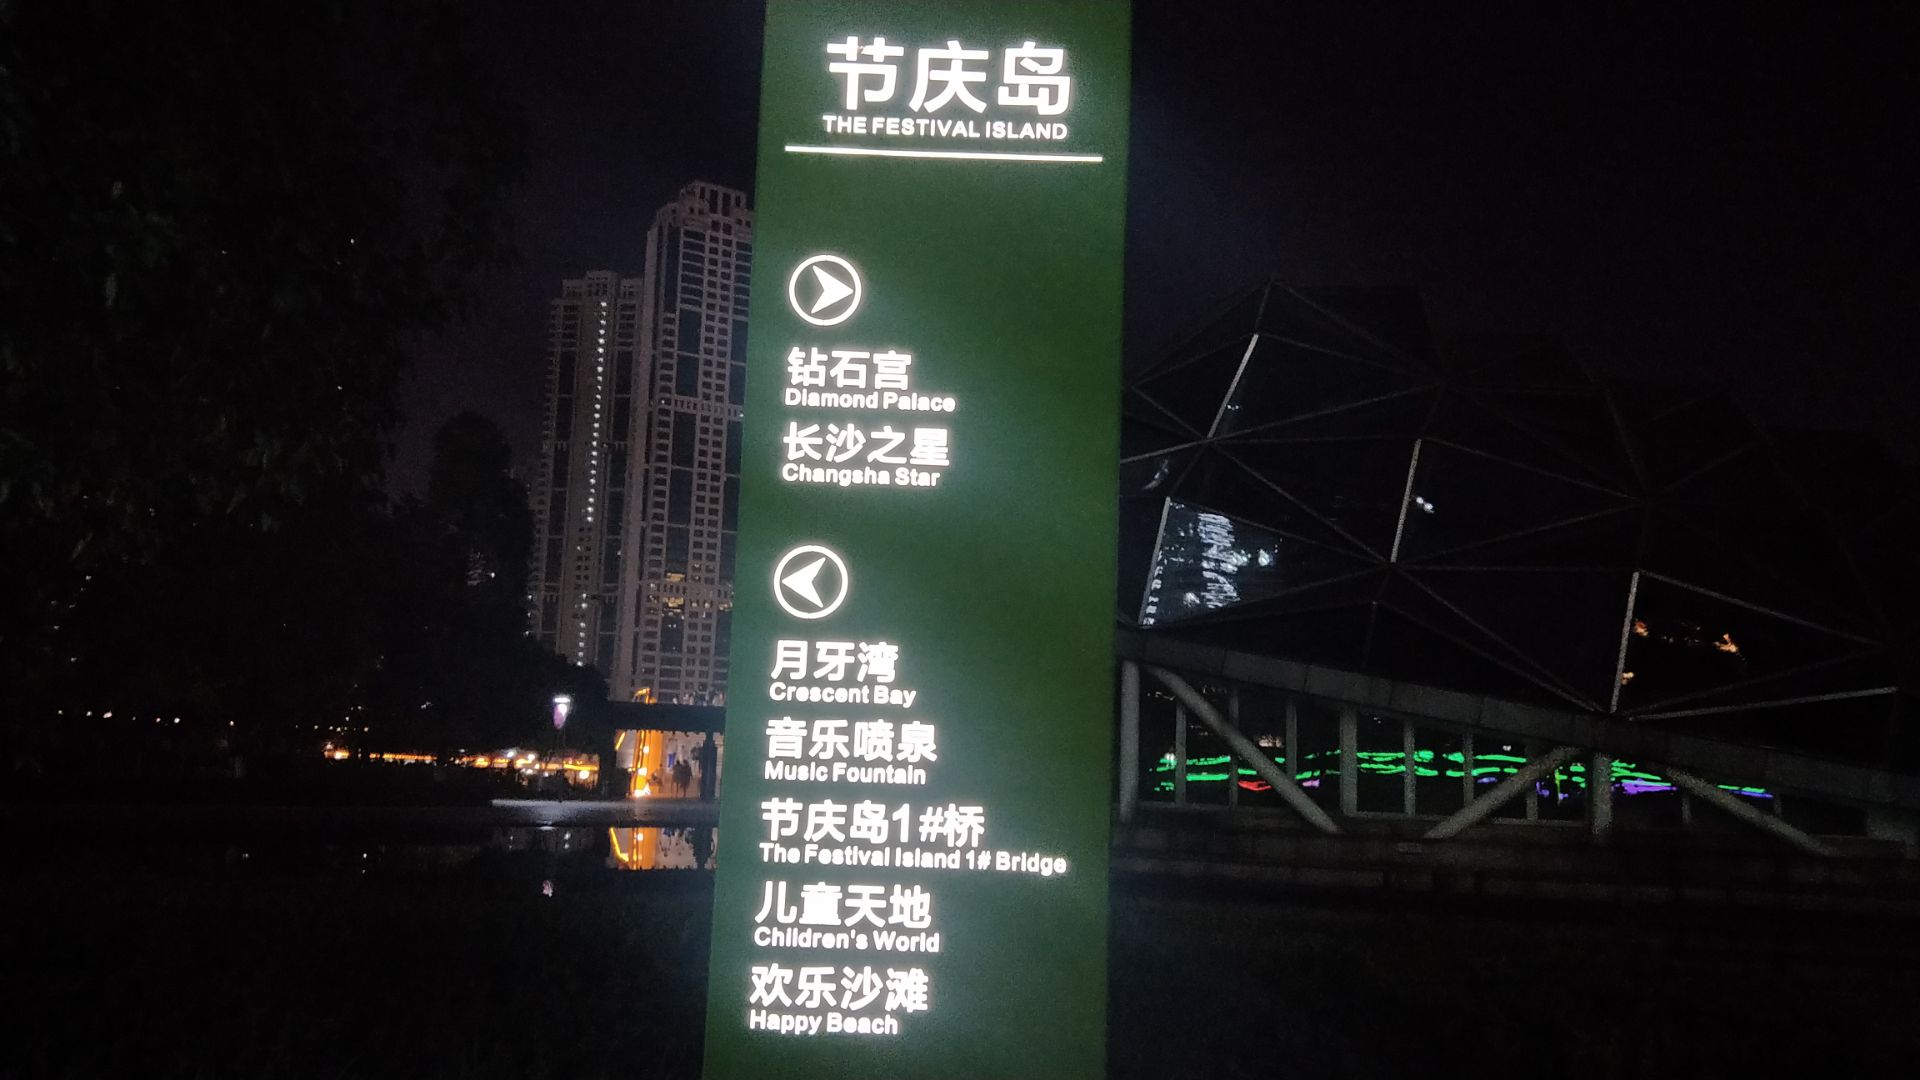 节庆岛
THE FESTIVAL ISLAND
钻石宫
Diamond Palace
长沙之星
Changsha Star
月牙湾
Crescent Bay
音乐喷泉
Music Fountain
节庆岛1#桥
The Festival Island 1# Bridge
儿童天地
Children's World
欢乐沙滩
Happy Beach